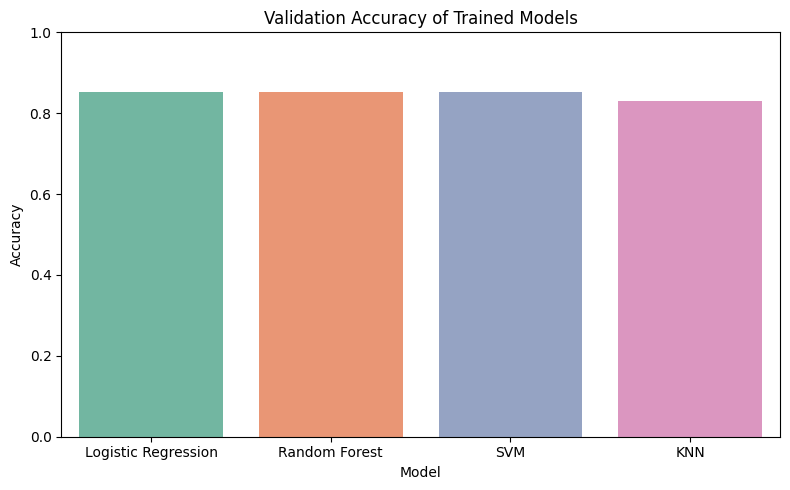 Validation Accuracy of Trained Models
1.0
0.8
0.6
0.4
0.2
0.0
Accuracy
Logistic Regression Random Forest SVM KNN
Model